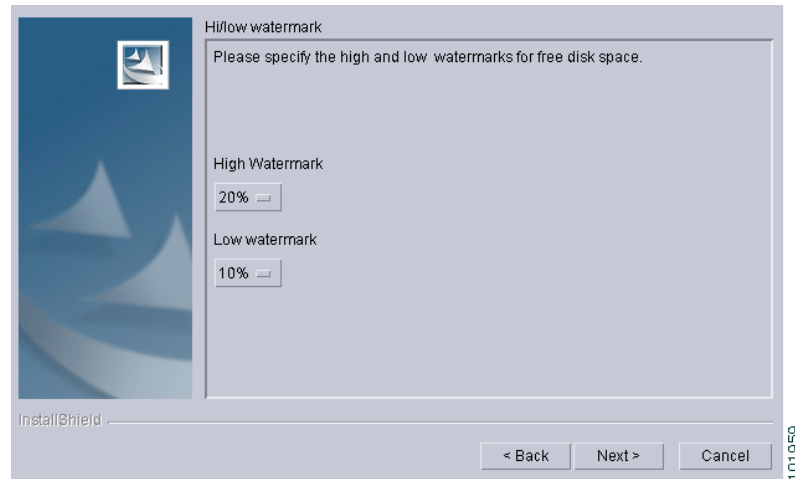 Hi/low watermark
Please specify the high and low watermarks for free disk space.
High Watermark
20%
Low watermark
10%
InstallShield
< Back
Next >
Cancel
101959